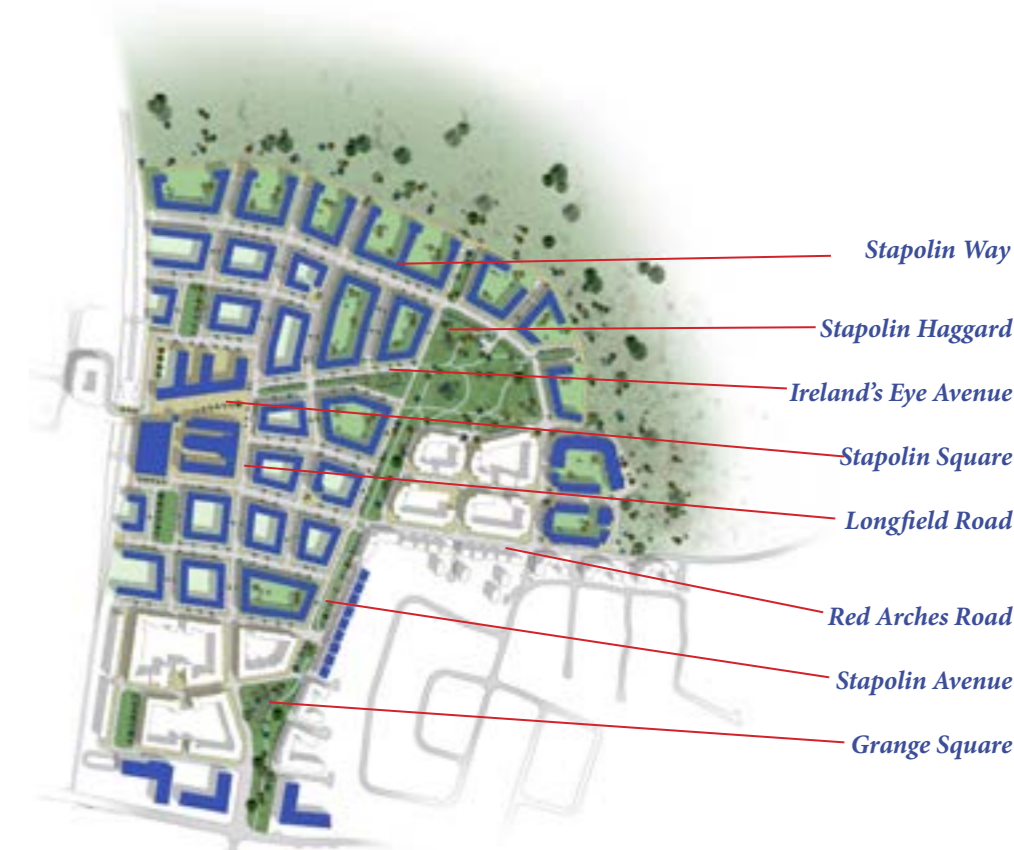 Stapolin Way
Stapolin Haggard
Ireland's Eye Avenue
Stapolin Square
Longfield Road
Red Arches Road
Stapolin Avenue
Grange Square